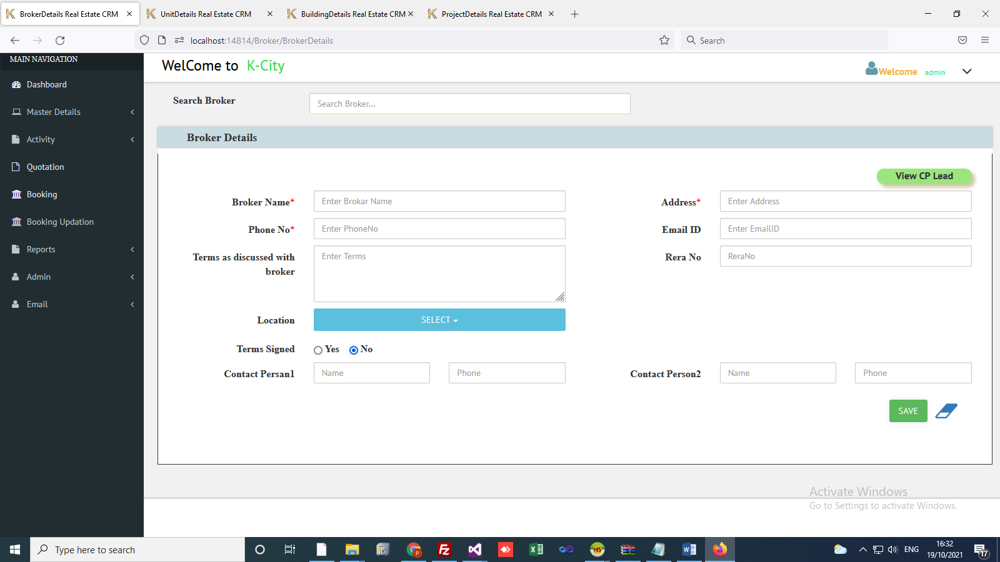 BrokerDetails Real Estate CRM
UnitDetails Real Estate CRM
BuildingDetails Real Estate CRM
ProjectDetails Real Estate CRM
localhost:14814/Broker/BrokerDetails
Search
MAIN NAVIGATION
WelCome to K-City
Welcome admin
Dashboard
Master Details
Activity
Quotation
Booking
Booking Updation
Reports
Admin
Email
Search Broker
Search Broker...
Broker Details
View CP Lead
Broker Name*
Enter Brokar Name
Address*
Enter Address
Phone No*
Enter PhoneNo
Email ID
Enter EmailID
Terms as discussed with
broker
Enter Terms
Rera No
ReraNo
Location
SELECT
Terms Signed
Yes
No
Contact Persan1
Name
Phone
Contact Person2
Name
Phone
SAVE
Activate Windows
Go to Settings to activate Windows.
Type here to search
P
FZ
HS
ENG
16:32
19/10/2021
17